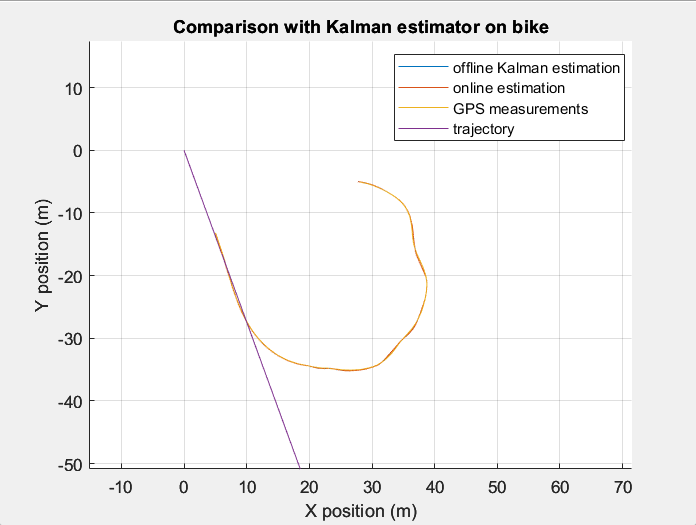 Comparison with Kalman estimator on bike
offline Kalman estimation
online estimation
GPS measurements
trajectory
10
0
-10
-20
-30
-40
-50
Y position (m)
-10 0 10 20 30 40 50 60 70
X position (m)